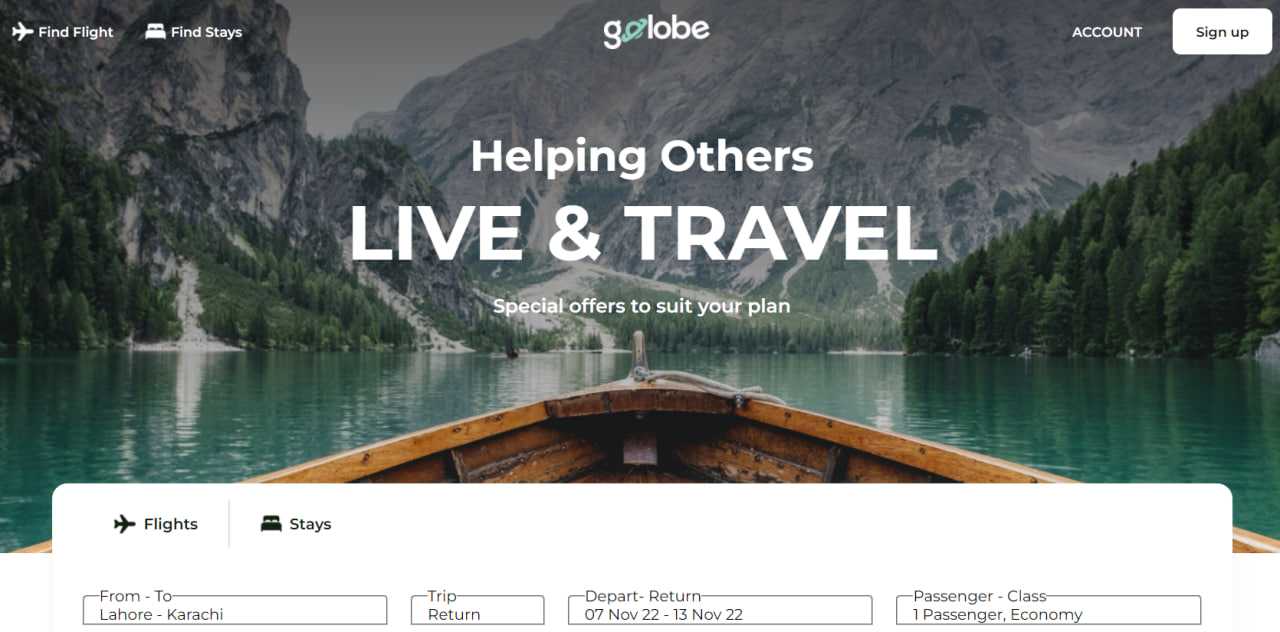 Find Flight
Find Stays
golobe
ACCOUNT
Sign up
Helping Others
LIVE & TRAVEL
Special offers to suit your plan
Flights
Stays
From - To
Lahore - Karachi
Trip
Return
Depart- Return
07 Nov 22 - 13 Nov 22
Passenger - Class
1 Passenger, Economy